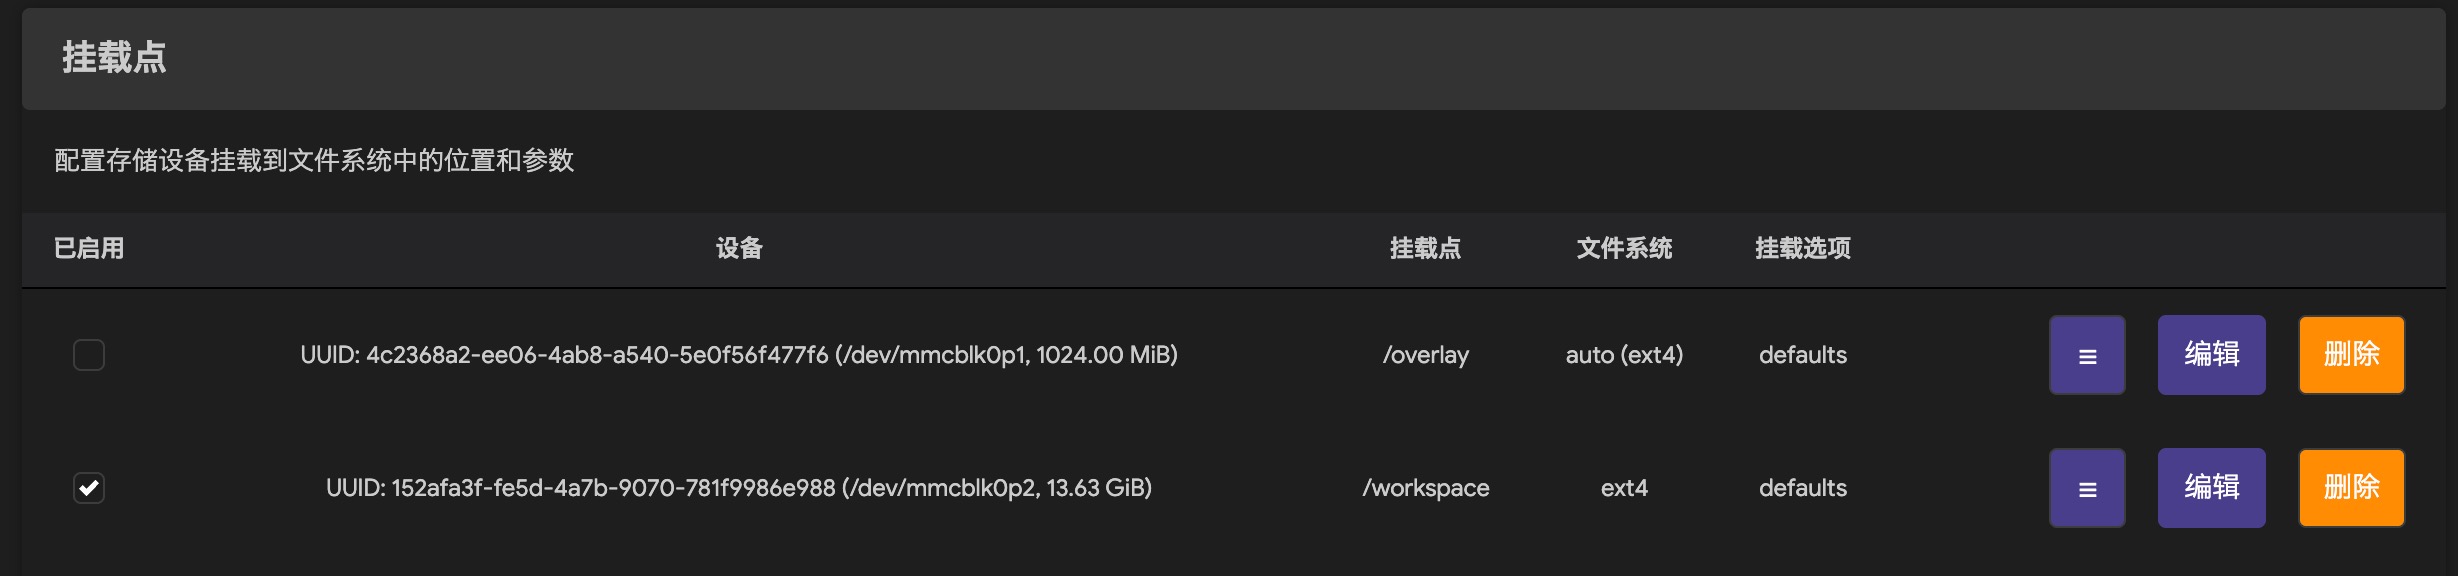 挂载点
配置存储设备挂载到文件系统中的位置和参数
已启用 设备 挂载点 文件系统 挂载选项
UUID: 4c2368a2-ee06-4ab8-a540-5e0f56f477f6 (/dev/mmcblk0p1, 1024.00 MiB) /overlay auto (ext4) defaults 编辑 删除
UUID: 152afa3f-fe5d-4a7b-9070-781f9986e988 (/dev/mmcblk0p2, 13.63 GiB) /workspace ext4 defaults 编辑 删除